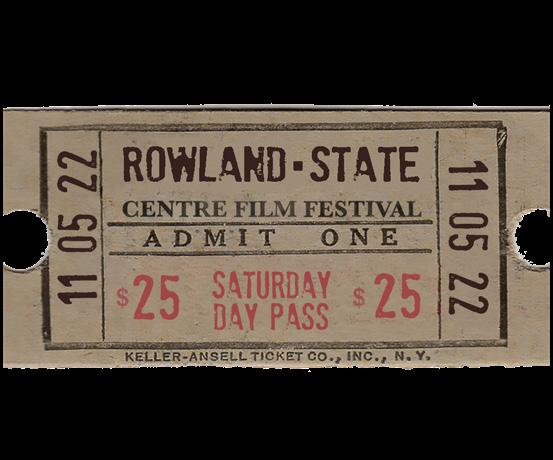 11 05 22
ROWLAND-STATE
CENTRE FILM FESTIVAL
ADMIT ONE
$25 SATURDAY DAY PASS $25
11 05 22
KELLER-ANSELL TICKET CO., INC., N.Y.